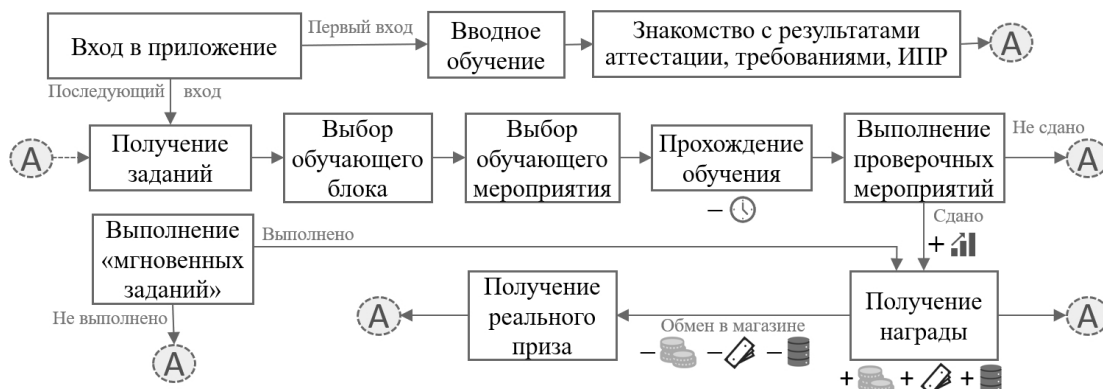 Вход в приложение
Первый вход
Вводное
обучение
Знакомство с результатами
аттестации, требованиями, ИПР
А
Последующий вход
А
Получение
заданий
Выбор
обучающего
блока
Выбор
обучающего
мероприятия
Прохождение
обучения
–
Выполнение
проверочных
мероприятий
Не сдано
А
Сдано
+
Выполнение
«мгновенных
заданий»
Выполнено
Не выполнено
А
А
Получение
реального
приза
Обмен в магазине
– – –
Получение
награды
+ + +
А